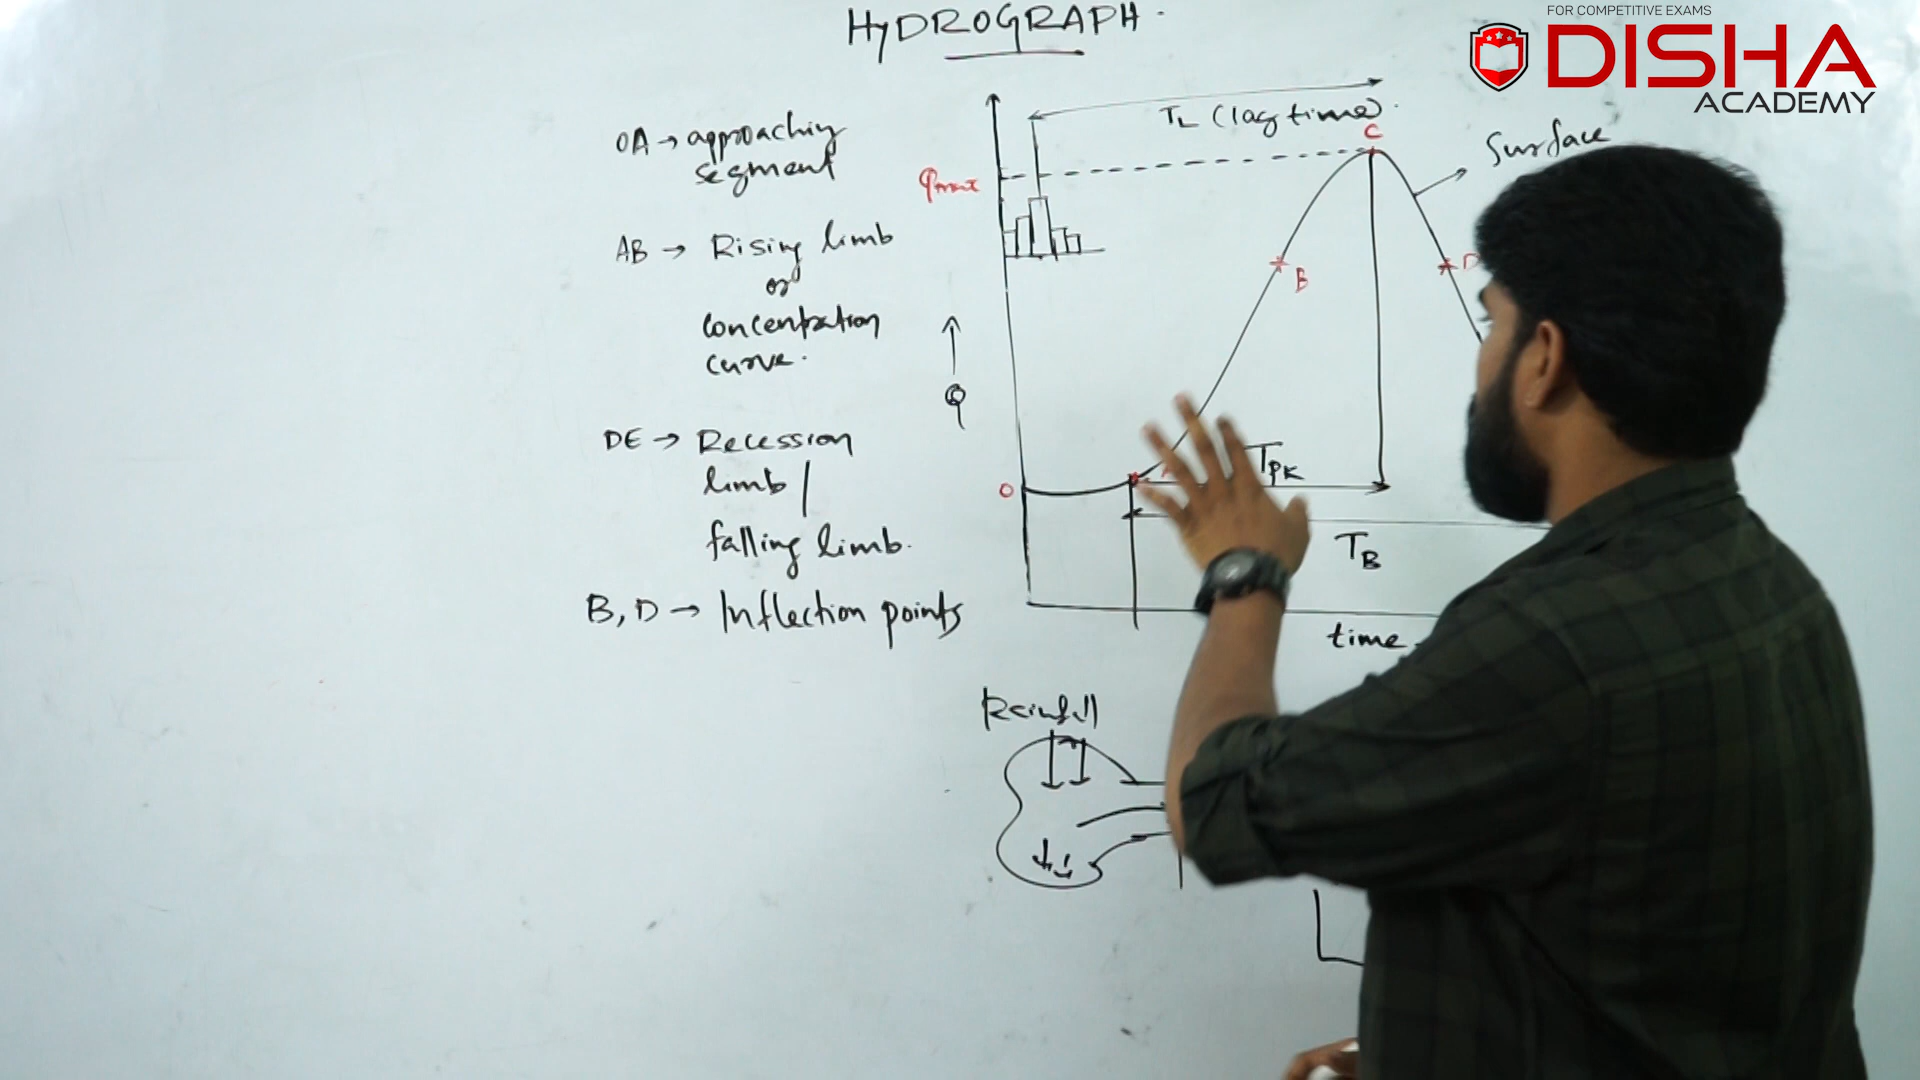 HYDROGRAPH
FOR COMPETITIVE EXAMS
DISHA
ACADEMY
OA → approaching
segment
AB → Rising limb
or
concentration
curve.
DE → Recession
limb /
falling limb.
B, D → Inflection points
TL (lag time)
C
Surface
qmax
B
D
Q
O
A
TPK
TB
time
Rainfall